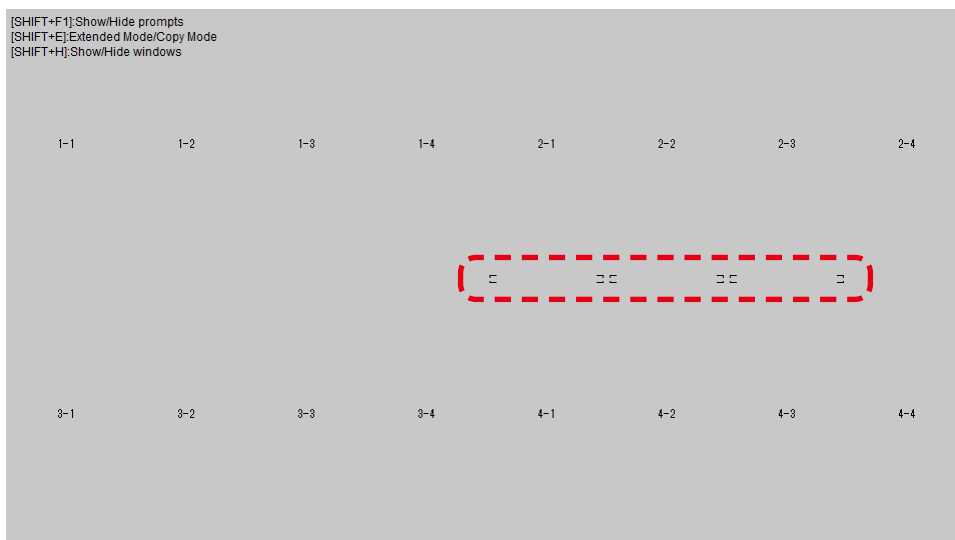 [SHIFT+F1]:Show/Hide prompts
[SHIFT+E]:Extended Mode/Copy Mode
[SHIFT+H]:Show/Hide windows
1-1 1-2 1-3 1-4 2-1 2-2 2-3 2-4
3-1 3-2 3-3 3-4 4-1 4-2 4-3 4-4